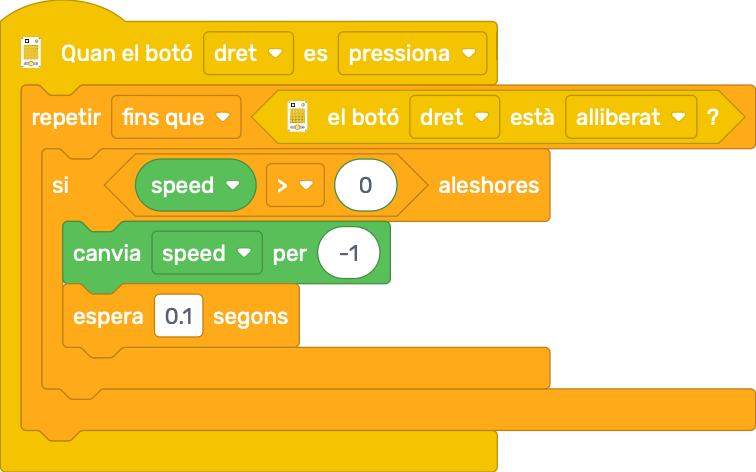 Quan el botó dret es pressiona
repetir fins que el botó dret està alliberat ?
si speed > 0 aleshores
canvia speed per -1
espera 0.1 segons